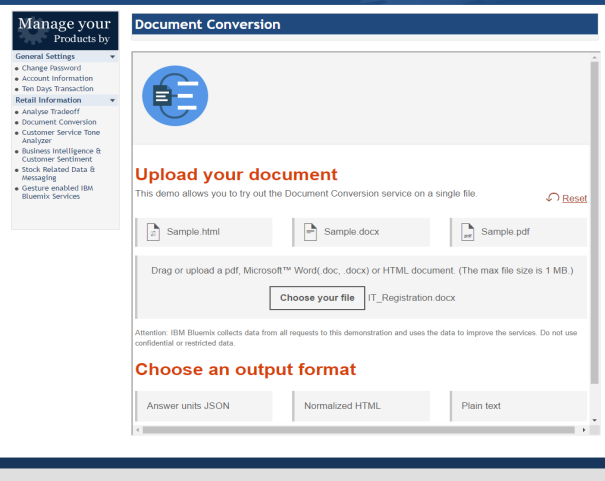 Manage your
Products by
General Settings
Change Password
Account Information
Ten Days Transaction
Retail Information
Analyse Tradeoff
Document Conversion
Customer Service Tone
Analyzer
Business Intelligence &
Customer Sentiment
Stock Related Data &
Messaging
Gesture enabled IBM
Bluemix Services
Document Conversion
Upload your document
This demo allows you to try out the Document Conversion service on a single file.
Reset
Sample.html
Sample.docx
Sample.pdf
Drag or upload a pdf, Microsoft™ Word(.doc, .docx) or HTML document. (The max file size is 1 MB.)
Choose your file IT_Registration.docx
Attention: IBM Bluemix collects data from all requests to this demonstration and uses the data to improve the services. Do not use
confidential or restricted data.
Choose an output format
Answer units JSON
Normalized HTML
Plain text